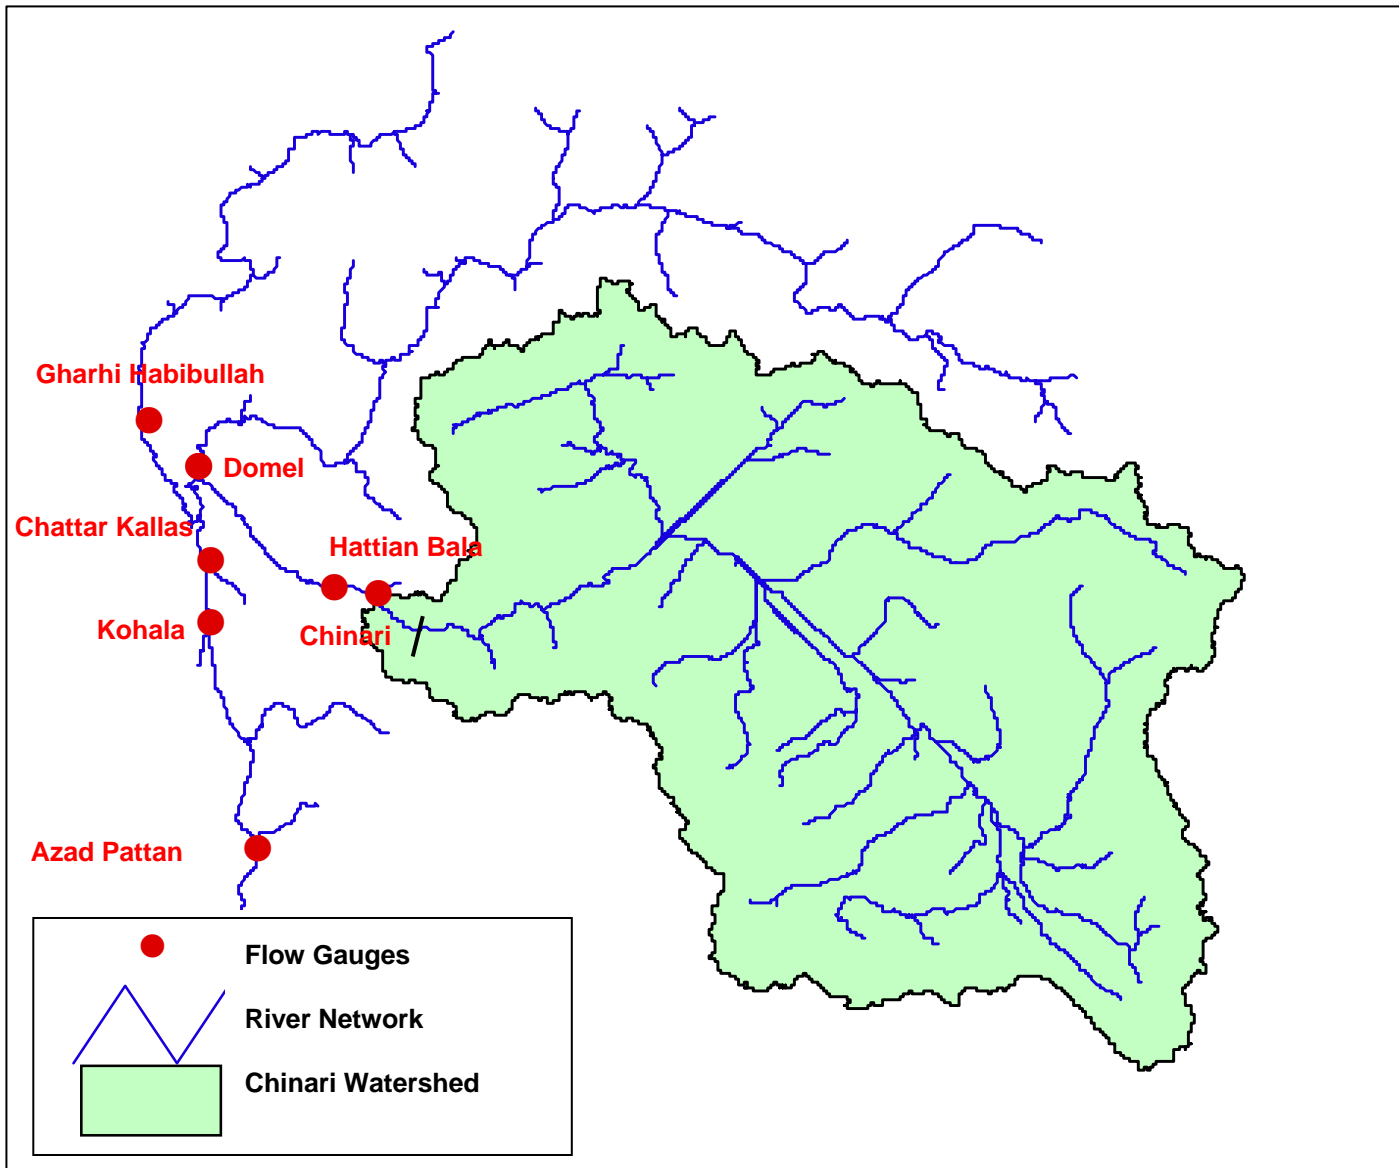 Gharhi Habibullah
Domel
Chattar Kallas
Hattian Bala
Kohala
Chinari
Azad Pattan
Flow Gauges
River Network
Chinari Watershed